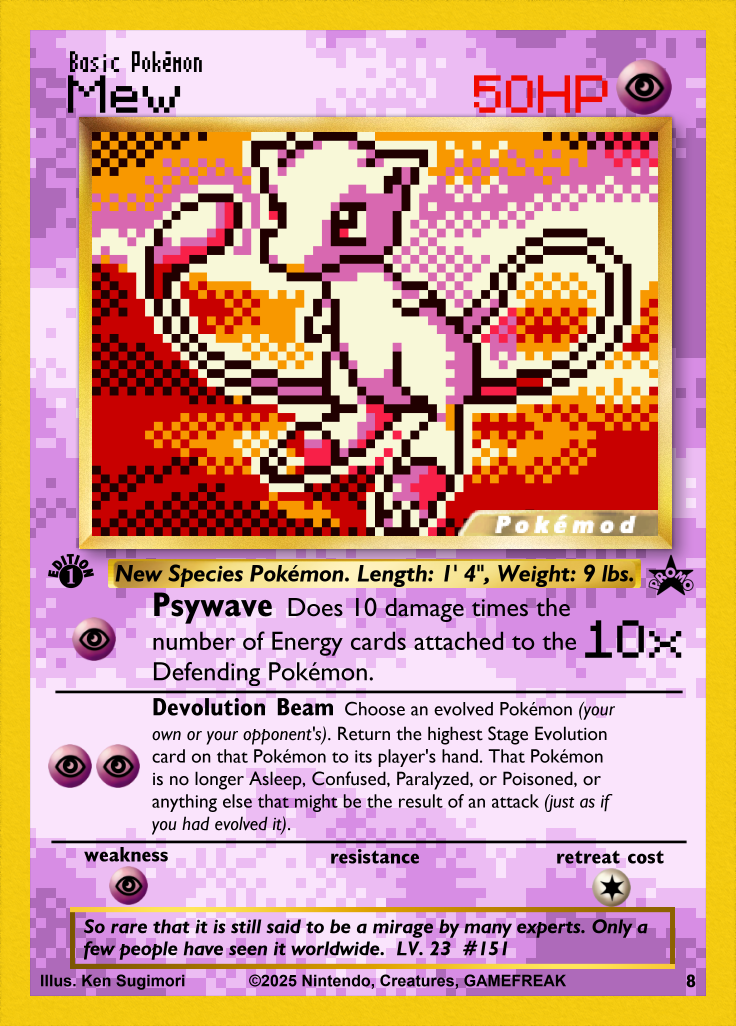 Basic Pokémon
Mew
50HP
Pokémod
EDITION
1
New Species Pokémon. Length: 1' 4", Weight: 9 lbs.
PROMO
Psywave Does 10 damage times the
number of Energy cards attached to the
Defending Pokémon.
10x
Devolution Beam Choose an evolved Pokémon (your
own or your opponent's). Return the highest Stage Evolution
card on that Pokémon to its player's hand. That Pokémon
is no longer Asleep, Confused, Paralyzed, or Poisoned, or
anything else that might be the result of an attack (just as if
you had evolved it).
weakness
resistance
retreat cost
So rare that it is still said to be a mirage by many experts. Only a
few people have seen it worldwide. LV. 23 #151
Illus. Ken Sugimori
©2025 Nintendo, Creatures, GAMEFREAK
8